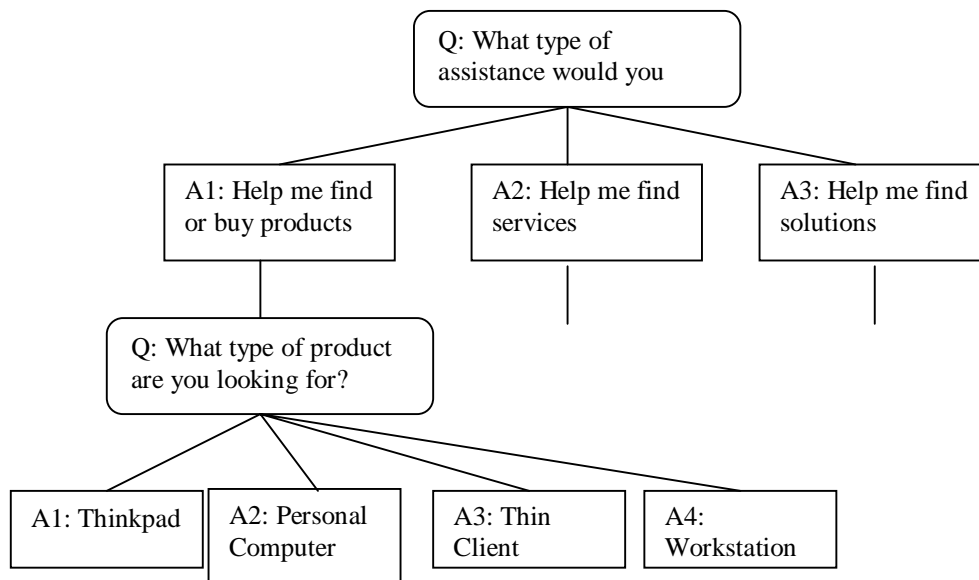 Q: What type of
assistance would you
A1: Help me find
or buy products
A2: Help me find
services
A3: Help me find
solutions
Q: What type of product
are you looking for?
A1: Thinkpad
A2: Personal
Computer
A3: Thin
Client
A4:
Workstation